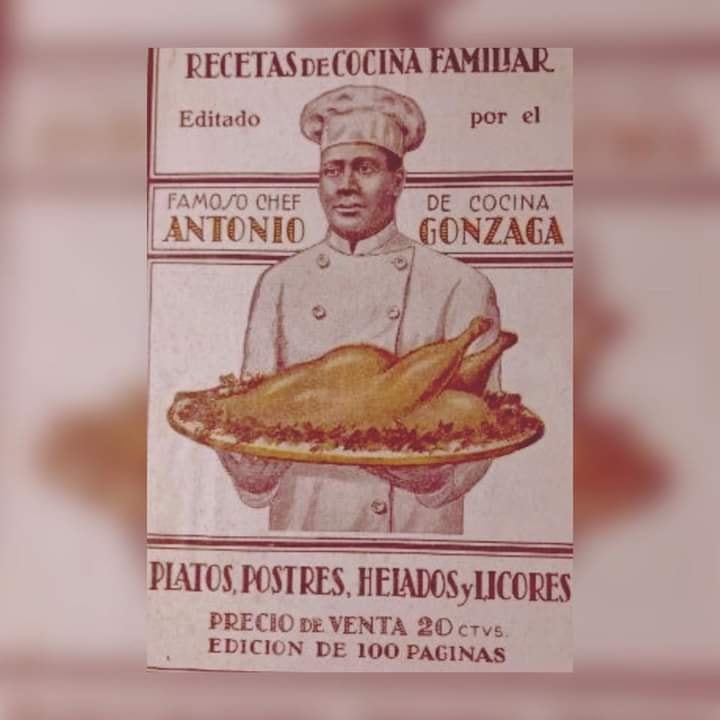 RECETAS DE COCINA FAMILIAR
Editado por el
FAMOSO CHEF DE COCINA
ANTONIO GONZAGA
PLATOS, POSTRES, HELADOS y LICORES
PRECIO DE VENTA 20 CTVS.
EDICION DE 100 PAGINAS